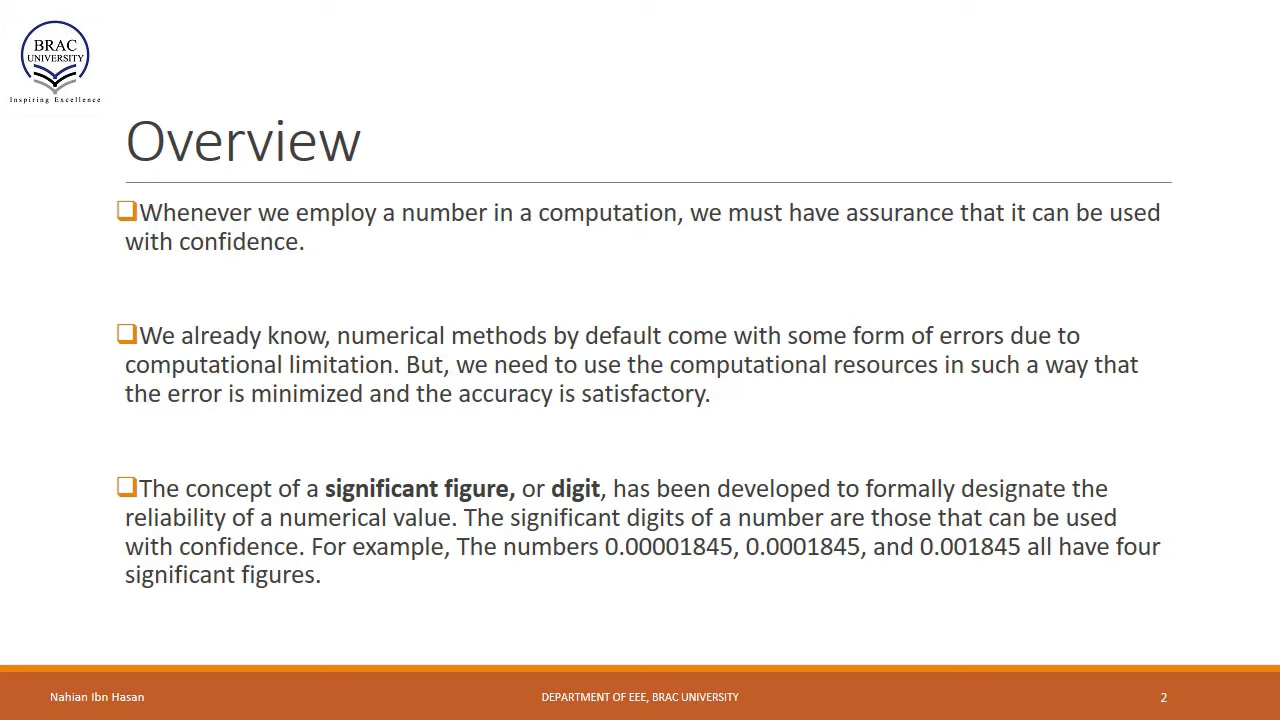 BRAC
UNIVERSITY
Inspiring Excellence
Overview
Whenever we employ a number in a computation, we must have assurance that it can be used
with confidence.
We already know, numerical methods by default come with some form of errors due to
computational limitation. But, we need to use the computational resources in such a way that
the error is minimized and the accuracy is satisfactory.
The concept of a significant figure, or digit, has been developed to formally designate the
reliability of a numerical value. The significant digits of a number are those that can be used
with confidence. For example, The numbers 0.00001845, 0.0001845, and 0.001845 all have four
significant figures.
Nahian Ibn Hasan
DEPARTMENT OF EEE, BRAC UNIVERSITY
2